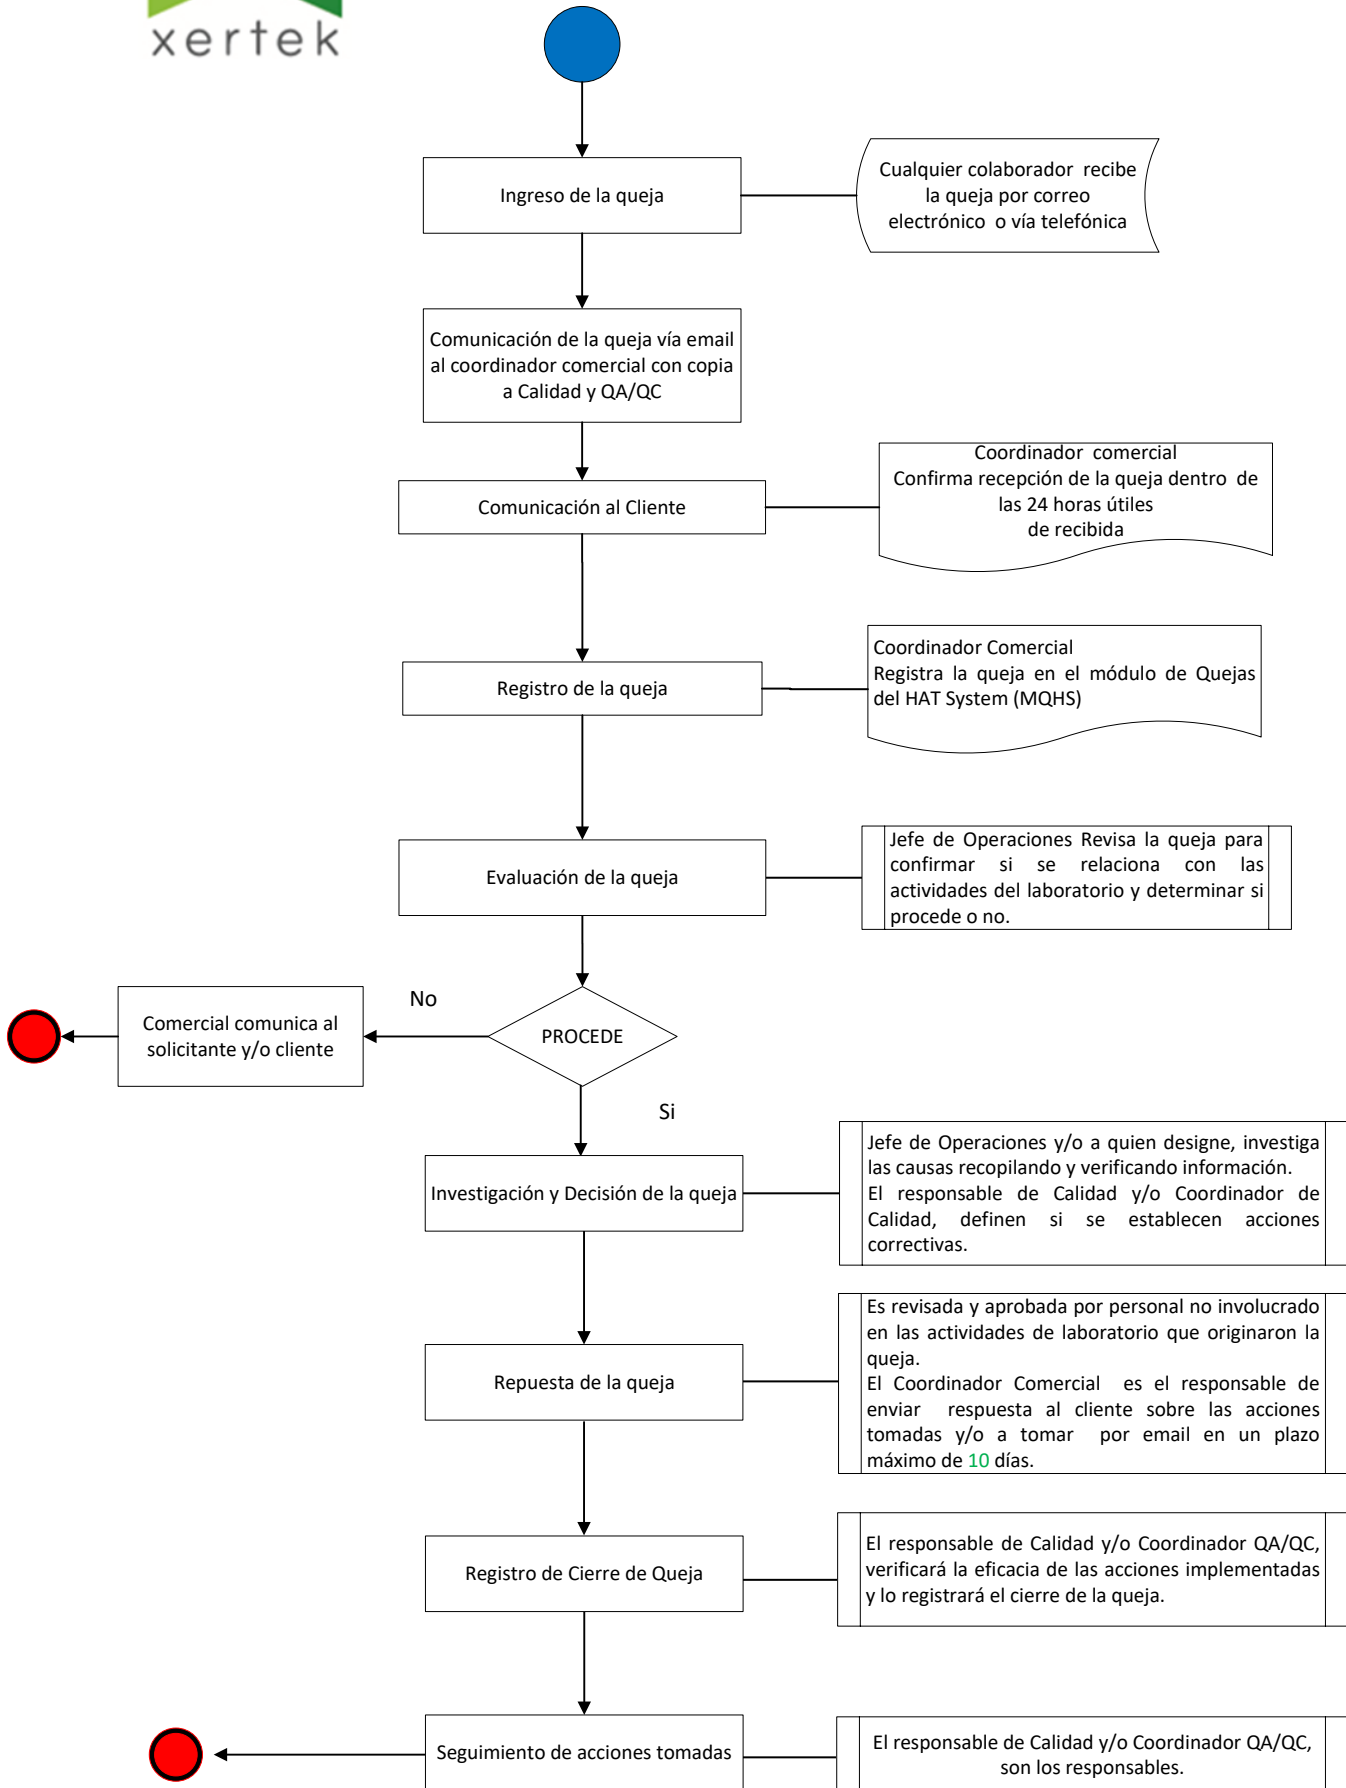 xertek
Ingreso de la queja
Cualquier colaborador recibe
la queja por correo
electrónico o vía telefónica
Comunicación de la queja vía email
al coordinador comercial con copia
a Calidad y QA/QC
Comunicación al Cliente
Coordinador comercial
Confirma recepción de la queja dentro de
las 24 horas útiles
de recibida
Registro de la queja
Coordinador Comercial
Registra la queja en el módulo de Quejas
del HAT System (MQHS)
Evaluación de la queja
Jefe de Operaciones Revisa la queja para
confirmar si se relaciona con las
actividades del laboratorio y determinar si
procede o no.
No
Comercial comunica al
solicitante y/o cliente
PROCEDE
Si
Investigación y Decisión de la queja
Jefe de Operaciones y/o a quien designe, investiga
las causas recopilando y verificando información.
El responsable de Calidad y/o Coordinador de
Calidad, definen si se establecen acciones
correctivas.
Repuesta de la queja
Es revisada y aprobada por personal no involucrado
en las actividades de laboratorio que originaron la
queja.
El Coordinador Comercial es el responsable de
enviar respuesta al cliente sobre las acciones
tomadas y/o a tomar por email en un plazo
máximo de 10 días.
Registro de Cierre de Queja
El responsable de Calidad y/o Coordinador QA/QC,
verificará la eficacia de las acciones implementadas
y lo registrará el cierre de la queja.
Seguimiento de acciones tomadas
El responsable de Calidad y/o Coordinador QA/QC,
son los responsables.